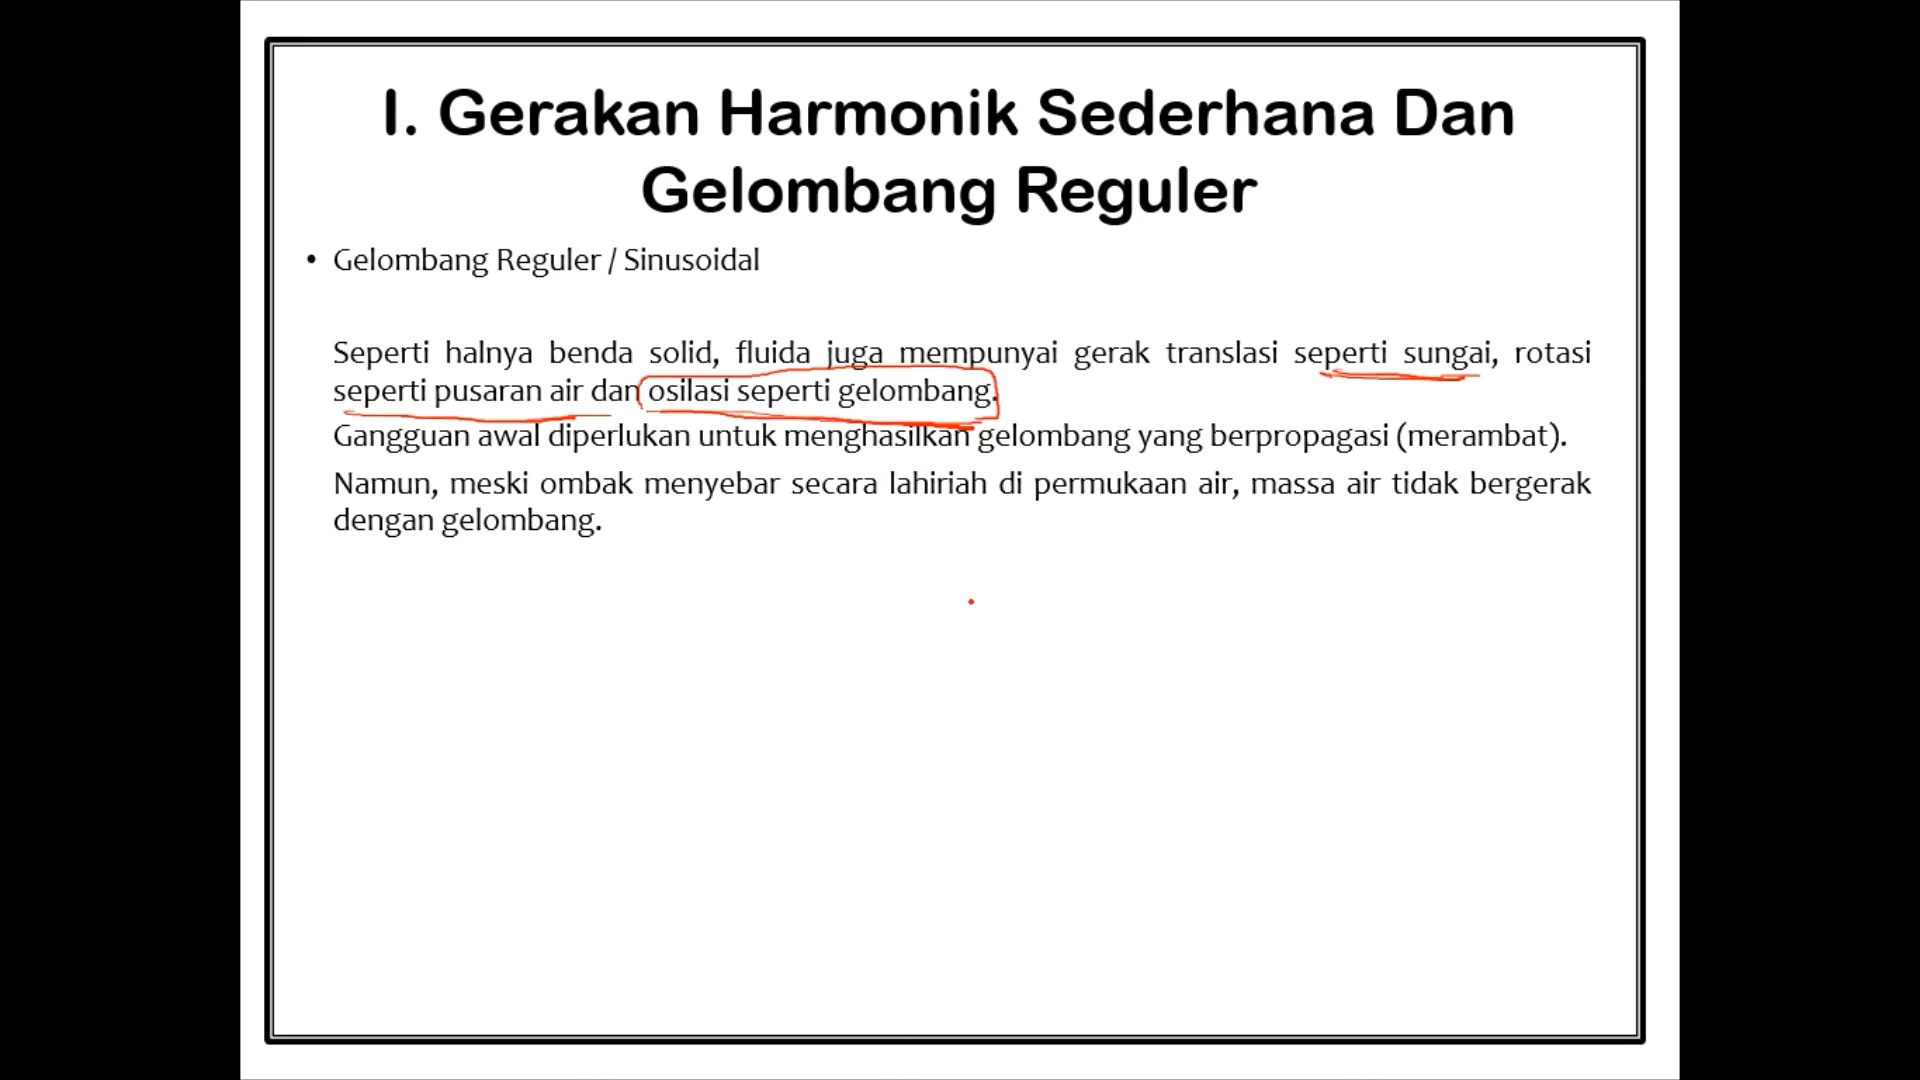 I. Gerakan Harmonik Sederhana Dan
Gelombang Reguler
• Gelombang Reguler / Sinusoidal
Seperti halnya benda solid, fluida juga mempunyai gerak translasi seperti sungai, rotasi
seperti pusaran air dan osilasi seperti gelombang.
Gangguan awal diperlukan untuk menghasilkan gelombang yang berpropagasi (merambat).
Namun, meski ombak menyebar secara lahiriah di permukaan air, massa air tidak bergerak
dengan gelombang.